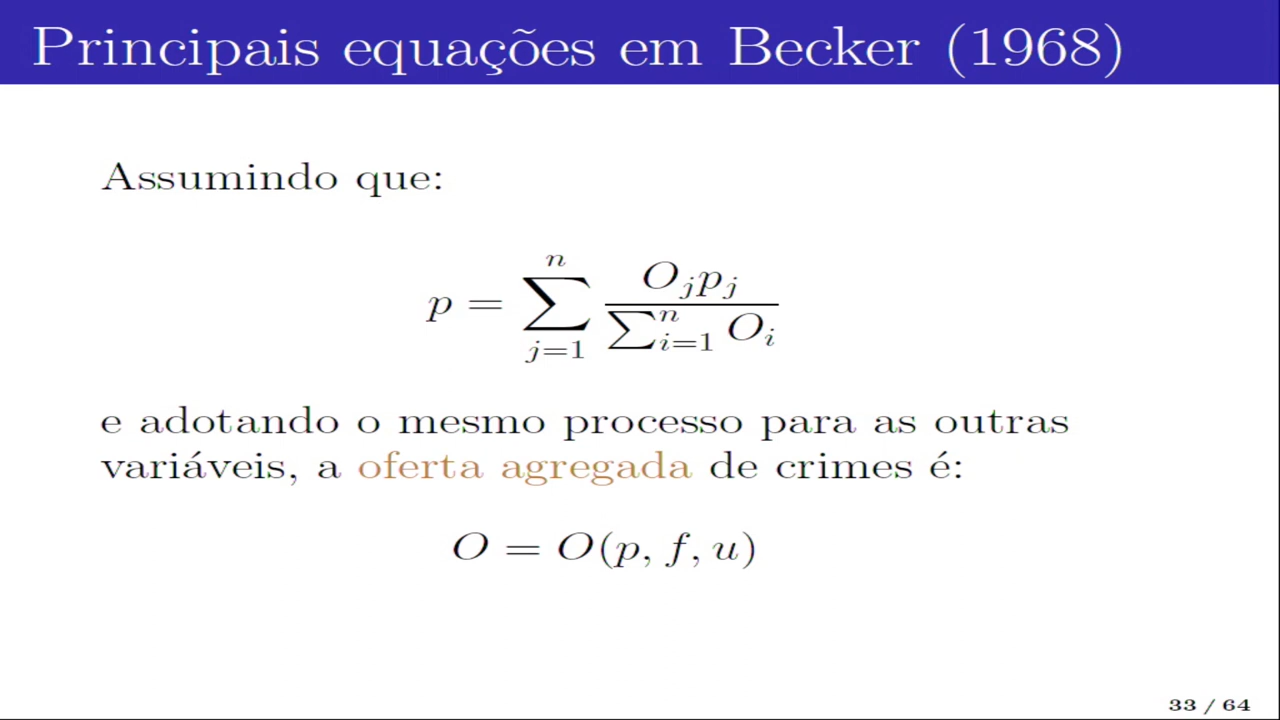 Principais equações em Becker (1968)
Assumindo que:
p = \sum_{j=1}^{n} \frac{O_j p_j}{\sum_{i=1}^{n} O_i}
e adotando o mesmo processo para as outras
variáveis, a oferta agregada de crimes é:
O = O(p, f, u)
33 / 64